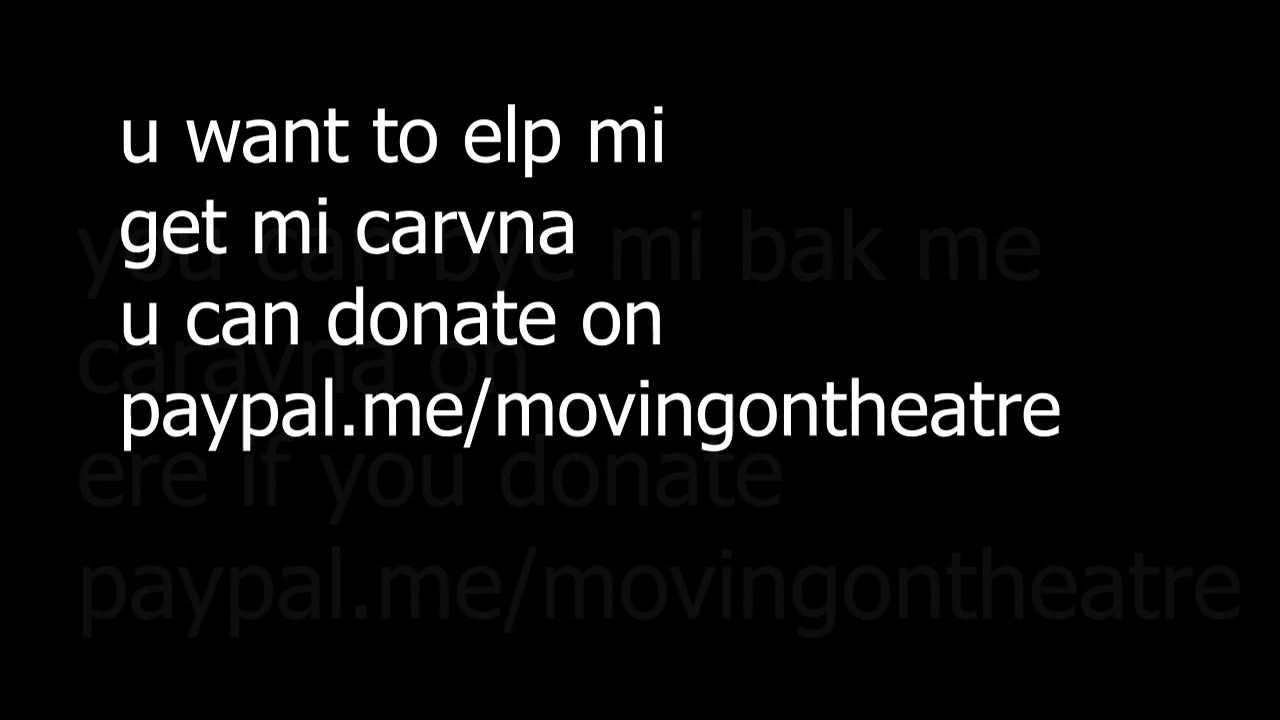 u want to elp mi
get mi carvna
u can donate on
paypal.me/movingontheatre
you can bye mi bak me
caravna on
ere if you donate
paypal.me/movingontheatre